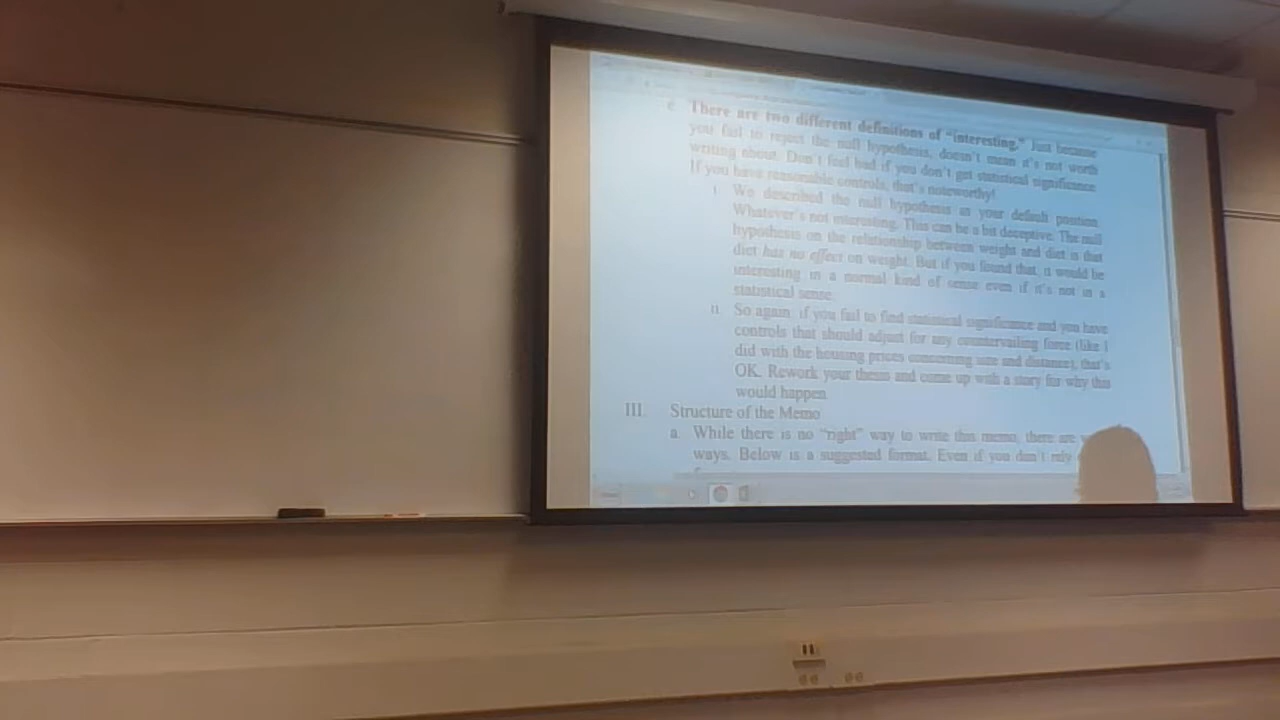 c. There are two different definitions of "interesting." Just because
you fail to reject the null hypothesis, doesn't mean it's not worth
writing about. Don't feel bad if you don't get statistical significance
If you have reasonable controls, that's noteworthy!
i. We described the null hypothesis as your default position.
Whatever's not interesting. This can be a bit deceptive. The null
hypothesis on the relationship between weight and diet is that
diet has no effect on weight. But if you found that, it would be
interesting in a normal kind of sense even if it's not in a
statistical sense.
ii. So again, if you fail to find statistical significance and you have
controls that should adjust for any countervailing force (like I
did with the housing prices concerning size and distance), that's
OK. Rework your thesis and come up with a story for why this
would happen.
III. Structure of the Memo
a. While there is no "right" way to write this memo, there are
ways. Below is a suggested format. Even if you don't rely